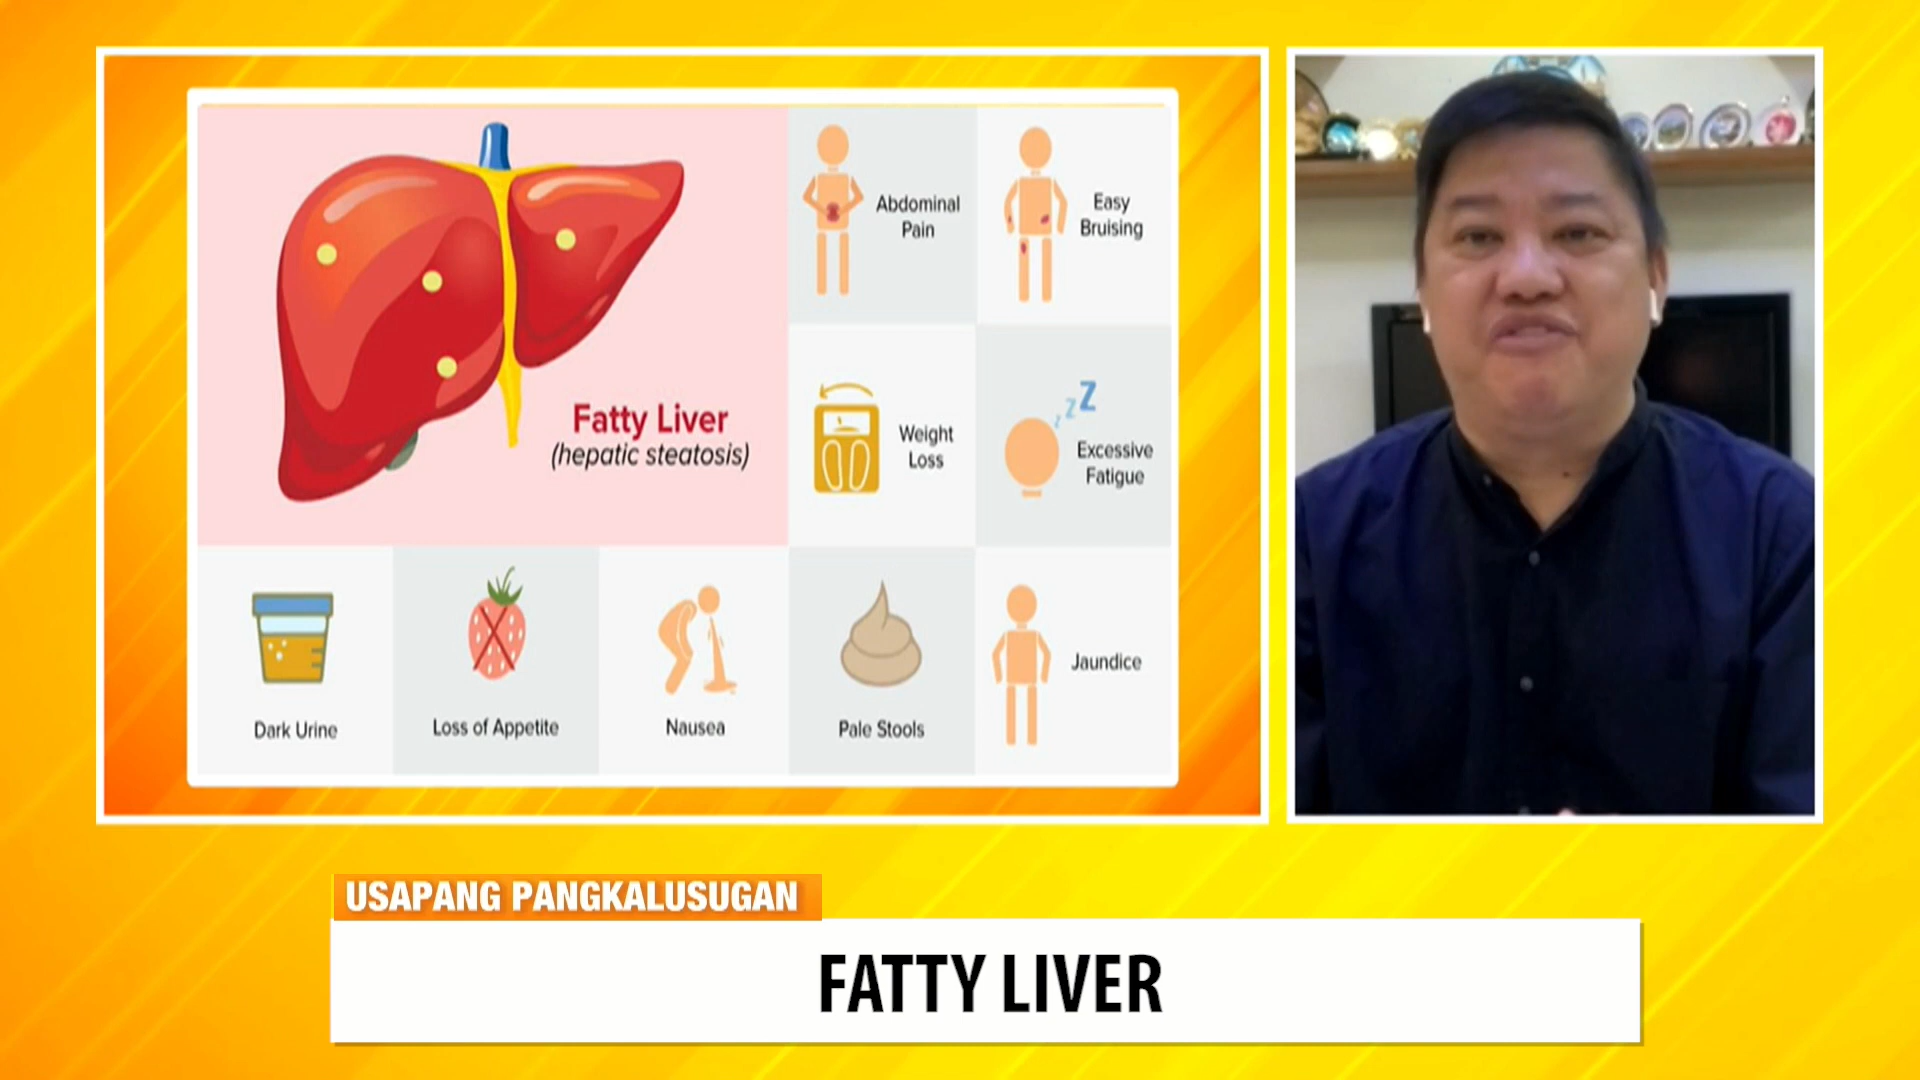 Fatty Liver
(hepatic steatosis)
Abdominal
Pain
Easy
Bruising
Weight
Loss
z z Z
Excessive
Fatigue
Dark Urine
Loss of Appetite
Nausea
Pale Stools
Jaundice
USAPANG PANGKALUSUGAN
FATTY LIVER